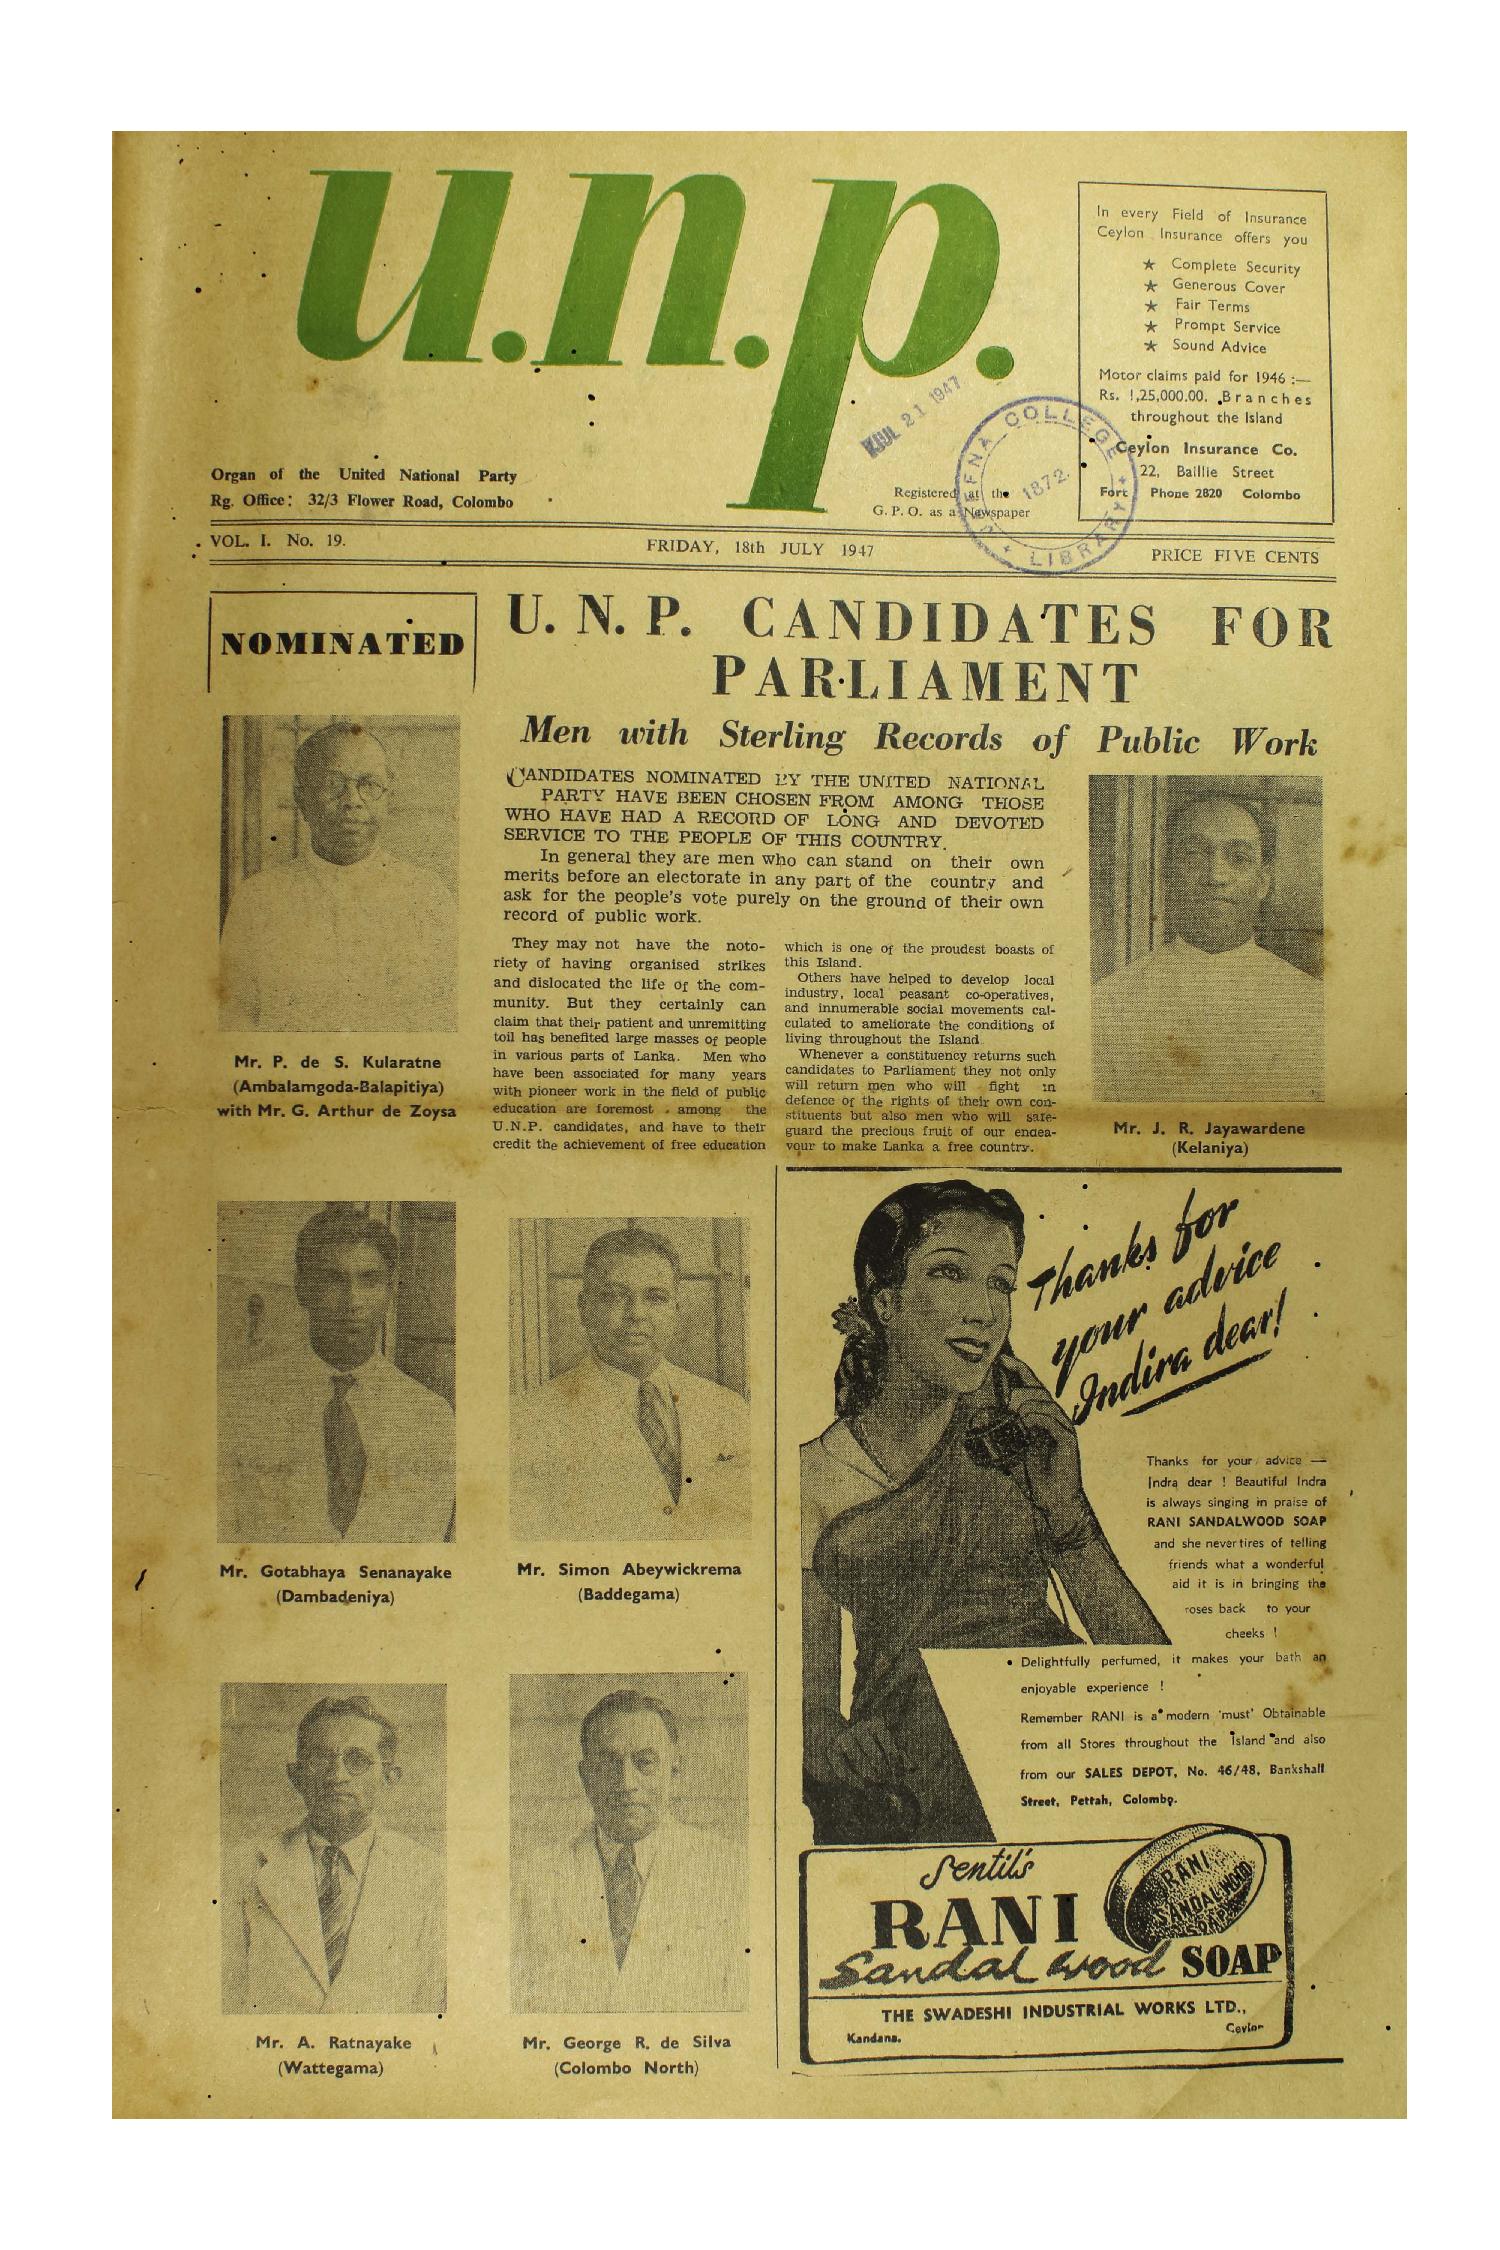 u.n.p.
In every Field of Insurance
Ceylon Insurance offers you
★ Complete Security
★ Generous Cover
★ Fair Terms
★ Prompt Service
★ Sound Advice
Motor claims paid for 1946 :—
Rs. 1,25,000.00. Branches
throughout the Island
Ceylon Insurance Co.
22, Baillie Street
Fort Phone 2820 Colombo
JUL 21 1947
JAFFNA COLLEGE
1872
LIBRARY
Organ of the United National Party
Rg. Office: 32/3 Flower Road, Colombo
Registered at the
G. P. O. as a Newspaper
VOL. I. No. 19.
FRIDAY, 18th JULY 1947
PRICE FIVE CENTS
NOMINATED
U. N. P. CANDIDATES FOR
PARLIAMENT
Men with Sterling Records of Public Work
CANDIDATES NOMINATED BY THE UNITED NATIONAL
PARTY HAVE BEEN CHOSEN FROM AMONG THOSE
WHO HAVE HAD A RECORD OF LONG AND DEVOTED
SERVICE TO THE PEOPLE OF THIS COUNTRY.
In general they are men who can stand on their own
merits before an electorate in any part of the country and
ask for the people's vote purely on the ground of their own
record of public work.
They may not have the noto-
riety of having organised strikes
and dislocated the life of the com-
munity. But they certainly can
claim that their patient and unremitting
toil has benefited large masses of people
in various parts of Lanka. Men who
have been associated for many years
with pioneer work in the field of public
education are foremost among the
U.N.P. candidates, and have to their
credit the achievement of free education
which is one of the proudest boasts of
this Island.
Others have helped to develop local
industry, local peasant co-operatives,
and innumerable social movements cal-
culated to ameliorate the conditions of
living throughout the Island.
Whenever a constituency returns such
candidates to Parliament they not only
will return men who will fight in
defence of the rights of their own con-
stituents but also men who will safe-
guard the precious fruit of our endea-
vour to make Lanka a free country.
Mr. P. de S. Kularatne
(Ambalamgoda-Balapitiya)
with Mr. G. Arthur de Zoysa
Mr. J. R. Jayawardene
(Kelaniya)
Mr. Gotabhaya Senanayake
(Dambadeniya)
Mr. Simon Abeywickrema
(Baddegama)
Mr. A. Ratnayake
(Wattegama)
Mr. George R. de Silva
(Colombo North)
Thanks for
your advice
Indira dear!
Thanks for your advice —
Indra dear ! Beautiful Indra
is always singing in praise of
RANI SANDALWOOD SOAP
and she never tires of telling
friends what a wonderful
aid it is in bringing the
roses back to your
cheeks !
• Delightfully perfumed, it makes your bath an
enjoyable experience !
Remember RANI is a modern 'must' Obtainable
from all Stores throughout the Island and also
from our SALES DEPOT, No. 46/48, Bankshall
Street, Pettah, Colombo.
Sentil's
RANI
Sandal wood SOAP
RANI
SANDALWOOD
SOAP
THE SWADESHI INDUSTRIAL WORKS LTD.,
Kandana. Ceylon